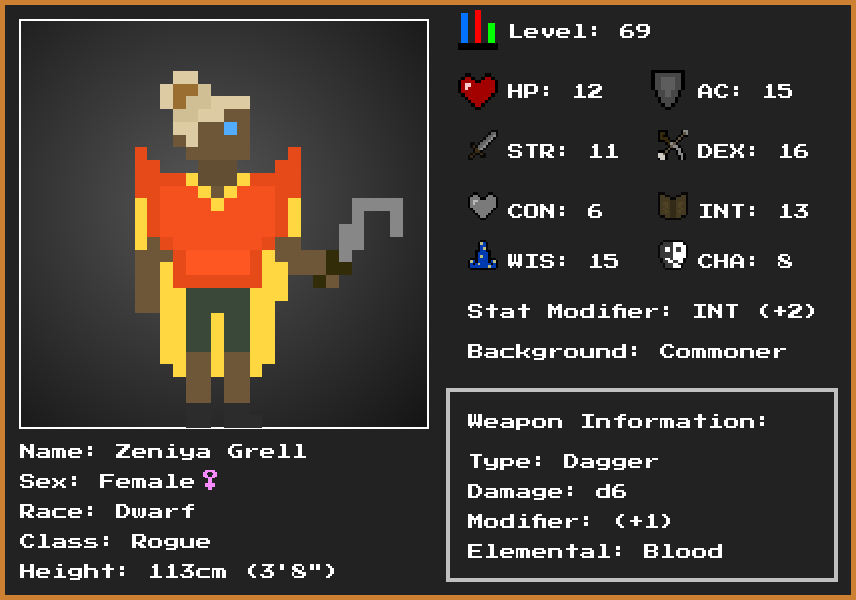 Level: 69
HP: 12 AC: 15
STR: 11 DEX: 16
CON: 6 INT: 13
WIS: 15 CHA: 8
Stat Modifier: INT (+2)
Background: Commoner
Weapon Information:
Type: Dagger
Damage: d6
Modifier: (+1)
Elemental: Blood
Name: Zeniya Grell
Sex: Female♀
Race: Dwarf
Class: Rogue
Height: 113cm (3'8")